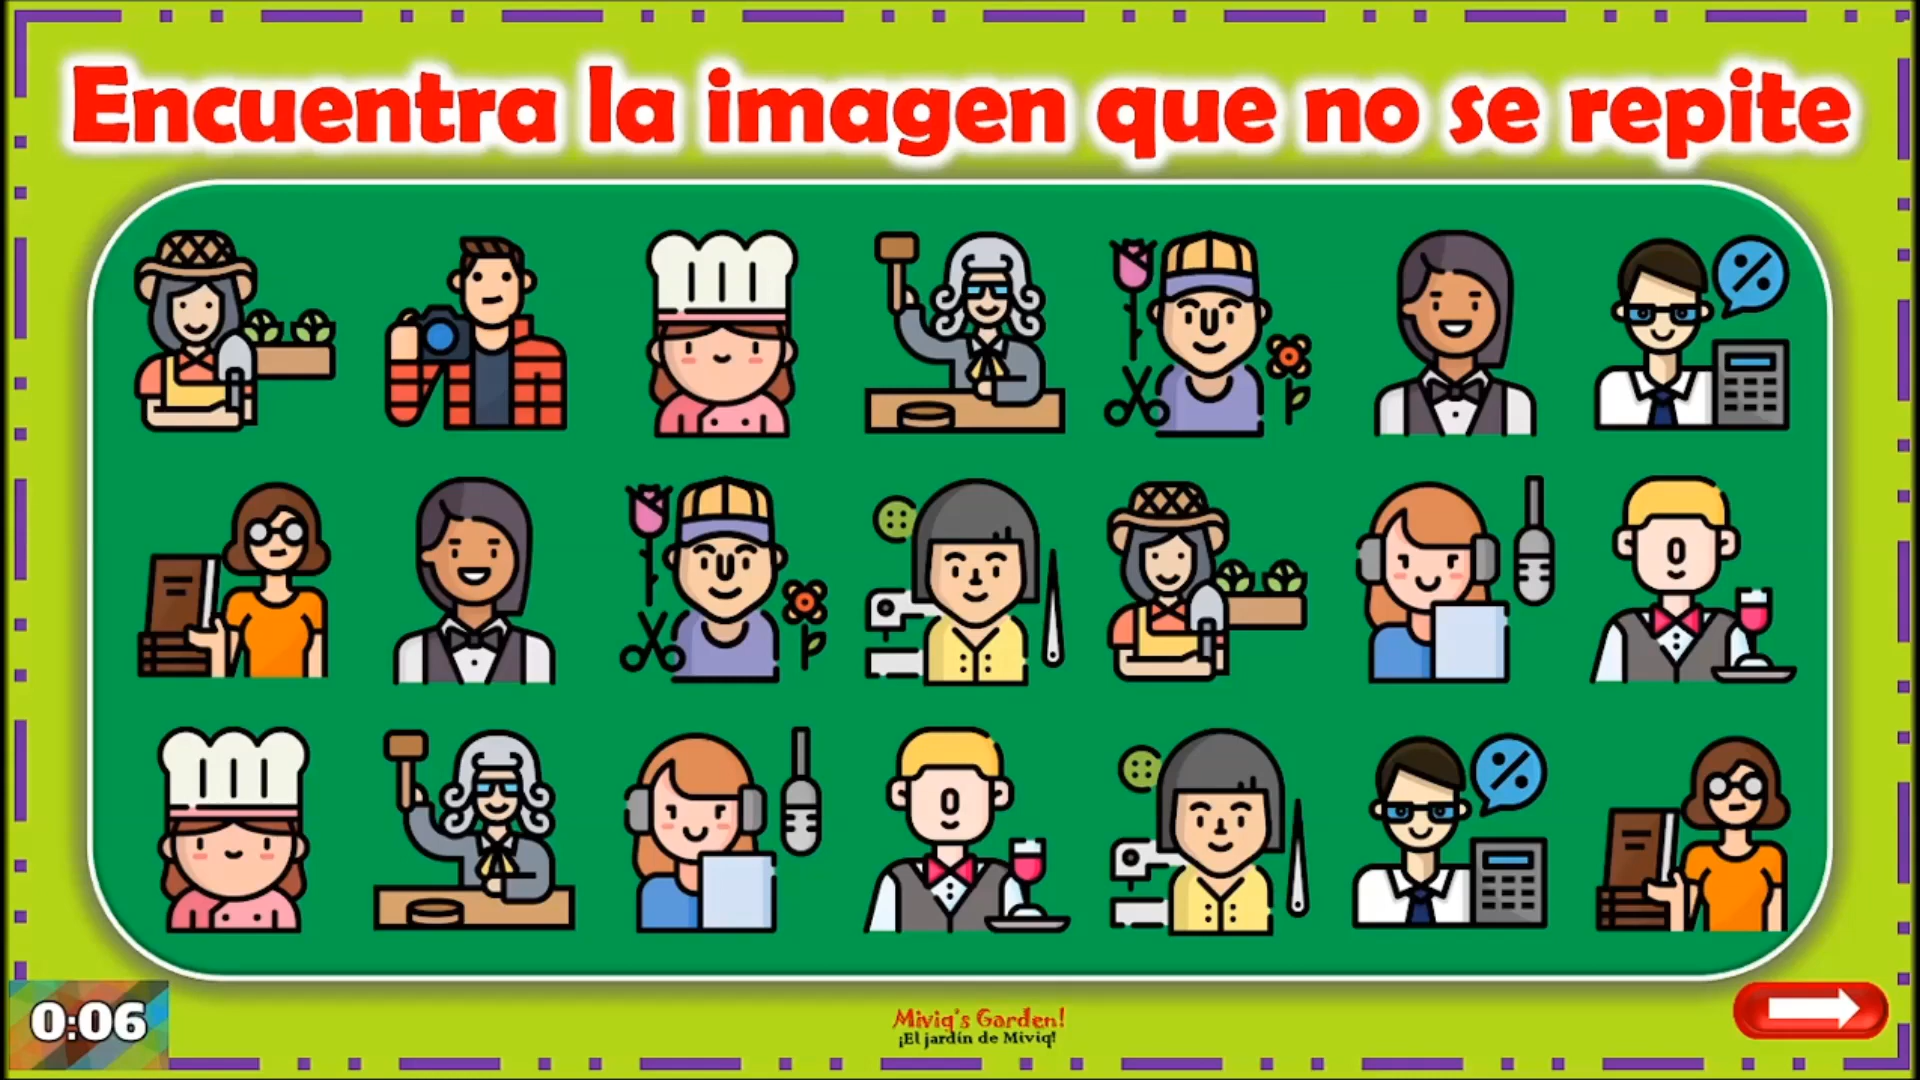 Encuentra la imagen que no se repite
0:06
Miviq's Garden!
¡El jardín de Miviq!